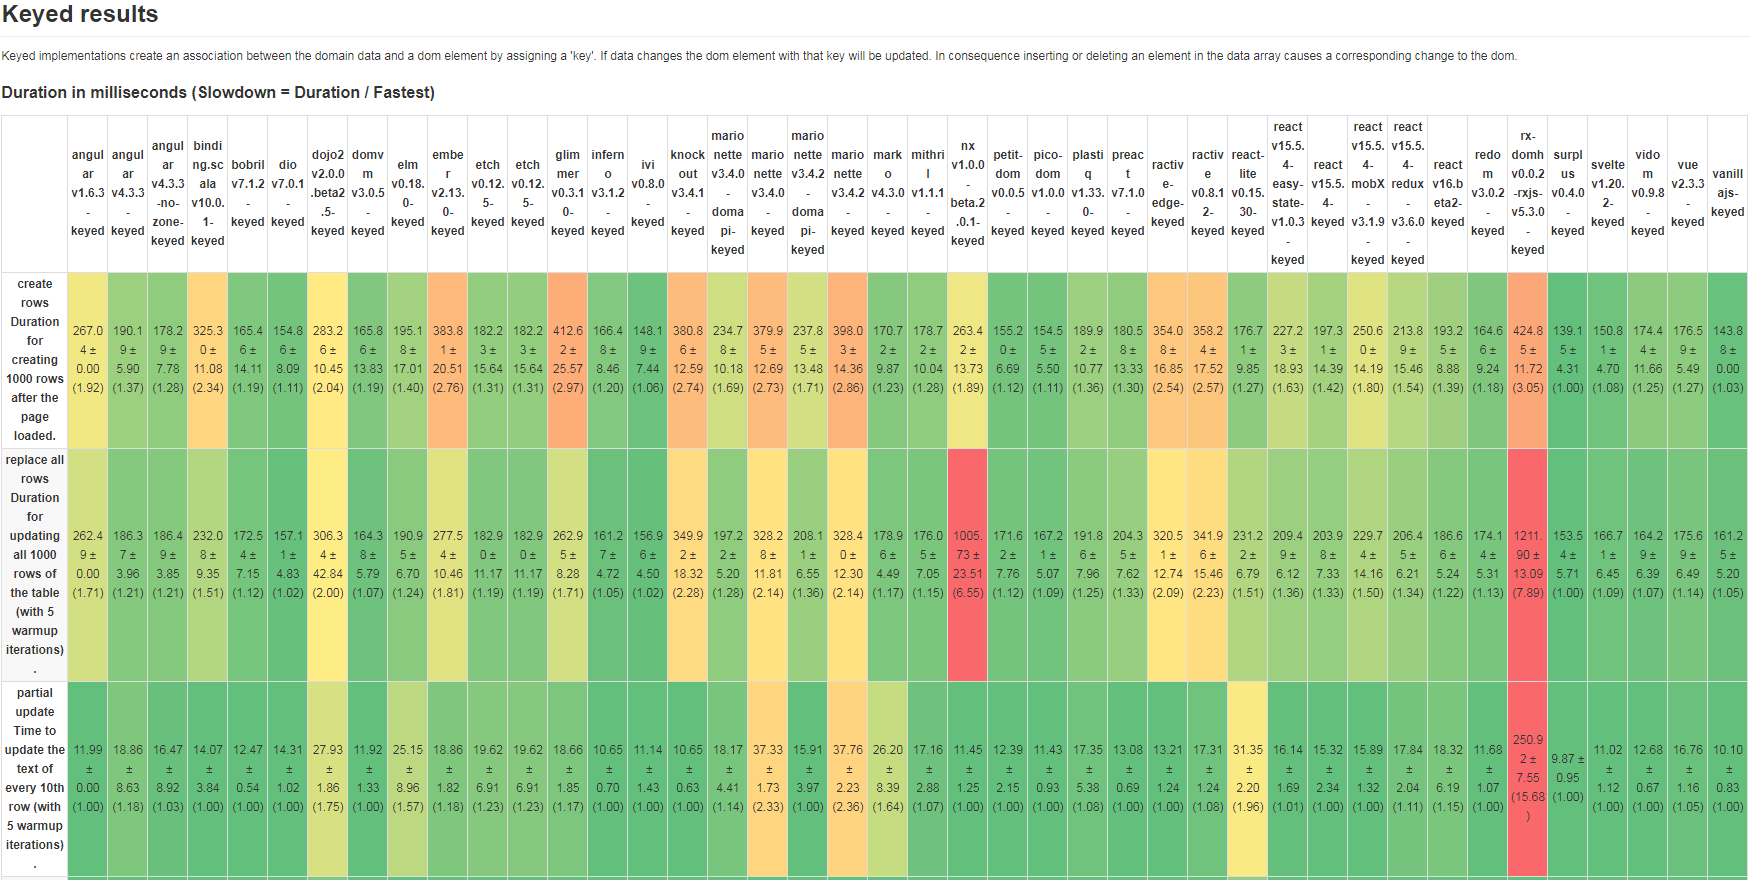 Keyed results
Keyed implementations create an association between the domain data and a dom element by assigning a 'key'. If data changes the dom element with that key will be updated. In consequence inserting or deleting an element in the data array causes a corresponding change to the dom.
Duration in milliseconds (Slowdown = Duration / Fastest)
angular v1.6.3-keyed
angular v4.3.3-keyed
angular v4.3.3-no-zone-keyed
binding.scala v10.0.1-keyed
bobril v7.1.2-keyed
dio v7.0.1-keyed
dojo2 v2.0.0.beta2.5-keyed
domvm v3.0.5-keyed
elm v0.18.0-keyed
ember v2.13.0-keyed
etch v0.12.5-keyed
etch v0.12.5-keyed
glimmer v0.3.10-keyed
inferno v3.1.2-keyed
ivi v0.8.0-keyed
knockout v3.4.1-keyed
marionette v3.4.0-domapi-keyed
marionette v3.4.0-keyed
marionette v3.4.2-domapi-keyed
marionette v3.4.2-keyed
marko v4.3.0-keyed
mithril v1.1.1-keyed
nx v1.0.0-beta.2.0.1-keyed
petit-dom v0.0.5-keyed
pico-dom v1.0.0-keyed
plastiq v1.33.0-keyed
preact v7.1.0-keyed
ractive-edge-keyed
ractive v0.8.12-keyed
react-lite v0.15.30-keyed
react v15.5.4-easy-state-v1.0.3-keyed
react v15.5.4-keyed
react v15.5.4-mobX-v3.1.9-keyed
react v15.5.4-redux-v3.6.0-keyed
react v16.beta2-keyed
redom v3.0.2-keyed
rx-domh v0.0.2-rxjs-v5.3.0-keyed
surplus v0.4.0-keyed
svelte v1.20.2-keyed
vidom v0.9.8-keyed
vue v2.3.3-keyed
vanillajs-keyed
create rows Duration for creating 1000 rows after the page loaded.
267.04 ± 0.00 (1.92)
190.19 ± 5.90 (1.37)
178.29 ± 7.78 (1.28)
325.30 ± 11.08 (2.34)
165.46 ± 14.11 (1.19)
154.86 ± 8.09 (1.11)
283.26 ± 10.45 (2.04)
165.86 ± 13.83 (1.19)
195.18 ± 17.01 (1.40)
383.81 ± 20.51 (2.76)
182.23 ± 15.64 (1.31)
182.23 ± 15.64 (1.31)
412.62 ± 25.57 (2.97)
166.48 ± 8.46 (1.20)
148.19 ± 7.44 (1.06)
380.86 ± 12.59 (2.74)
234.78 ± 10.18 (1.69)
379.95 ± 12.69 (2.73)
237.85 ± 13.48 (1.71)
398.03 ± 14.36 (2.86)
170.72 ± 9.87 (1.23)
178.72 ± 10.04 (1.28)
263.42 ± 13.73 (1.89)
155.20 ± 6.69 (1.12)
154.55 ± 5.50 (1.11)
189.92 ± 10.77 (1.36)
180.58 ± 13.33 (1.30)
354.08 ± 16.85 (2.54)
358.24 ± 17.52 (2.57)
176.71 ± 9.85 (1.27)
227.23 ± 18.93 (1.63)
197.31 ± 14.39 (1.42)
250.60 ± 14.19 (1.80)
213.89 ± 15.46 (1.54)
193.25 ± 8.88 (1.39)
164.66 ± 9.24 (1.18)
424.85 ± 11.72 (3.05)
139.15 ± 4.31 (1.00)
150.81 ± 4.70 (1.08)
174.44 ± 11.66 (1.25)
176.59 ± 5.49 (1.27)
143.88 ± 0.00 (1.03)
replace all rows Duration for updating all 1000 rows of the table (with 5 warmup iterations).
262.49 ± 0.00 (1.71)
186.37 ± 3.96 (1.21)
186.49 ± 3.85 (1.21)
232.08 ± 9.35 (1.51)
172.54 ± 7.15 (1.12)
157.11 ± 4.83 (1.02)
306.34 ± 42.84 (2.00)
164.38 ± 5.79 (1.07)
190.95 ± 6.70 (1.24)
277.54 ± 10.46 (1.81)
182.90 ± 11.17 (1.19)
182.90 ± 11.17 (1.19)
262.95 ± 8.28 (1.71)
161.27 ± 4.72 (1.05)
156.96 ± 4.50 (1.02)
349.92 ± 18.32 (2.28)
197.22 ± 5.20 (1.28)
328.28 ± 11.81 (2.14)
208.11 ± 6.55 (1.36)
328.40 ± 12.30 (2.14)
178.96 ± 4.49 (1.17)
176.05 ± 7.05 (1.15)
1005.73 ± 23.51 (6.55)
171.62 ± 7.76 (1.12)
167.21 ± 5.07 (1.09)
191.86 ± 7.96 (1.25)
204.35 ± 7.62 (1.33)
320.51 ± 12.74 (2.09)
341.96 ± 15.46 (2.23)
231.22 ± 6.79 (1.51)
209.49 ± 6.12 (1.36)
203.98 ± 7.33 (1.33)
229.74 ± 14.16 (1.50)
206.45 ± 6.21 (1.34)
186.66 ± 5.24 (1.22)
174.14 ± 5.31 (1.13)
1211.90 ± 13.09 (7.89)
153.54 ± 5.71 (1.00)
166.71 ± 6.45 (1.09)
164.29 ± 6.39 (1.07)
175.69 ± 6.49 (1.14)
161.25 ± 5.20 (1.05)
partial update Time to update the text of every 10th row (with 5 warmup iterations).
11.99 ± 0.00 (1.00)
18.86 ± 8.63 (1.18)
16.47 ± 8.92 (1.03)
14.07 ± 3.84 (1.00)
12.47 ± 0.54 (1.00)
14.31 ± 1.02 (1.00)
27.93 ± 1.86 (1.75)
11.92 ± 1.33 (1.00)
25.15 ± 8.96 (1.57)
18.86 ± 1.82 (1.18)
19.62 ± 6.91 (1.23)
19.62 ± 6.91 (1.23)
18.66 ± 1.85 (1.17)
10.65 ± 0.70 (1.00)
11.14 ± 1.43 (1.00)
10.65 ± 0.63 (1.00)
18.17 ± 4.41 (1.14)
37.33 ± 1.73 (2.33)
15.91 ± 3.97 (1.00)
37.76 ± 2.23 (2.36)
26.20 ± 8.39 (1.64)
17.16 ± 2.88 (1.07)
11.45 ± 1.25 (1.00)
12.39 ± 2.15 (1.00)
11.43 ± 0.93 (1.00)
17.35 ± 5.38 (1.08)
13.08 ± 0.69 (1.00)
13.21 ± 1.24 (1.00)
17.31 ± 1.24 (1.08)
31.35 ± 2.20 (1.96)
16.14 ± 1.69 (1.01)
15.32 ± 2.34 (1.00)
15.89 ± 1.32 (1.00)
17.84 ± 2.04 (1.11)
18.32 ± 6.19 (1.15)
11.68 ± 1.07 (1.00)
250.92 ± 7.55 (15.68)
9.87 ± 0.95 (1.00)
11.02 ± 1.12 (1.00)
12.68 ± 0.67 (1.00)
16.76 ± 1.16 (1.05)
10.10 ± 0.83 (1.00)